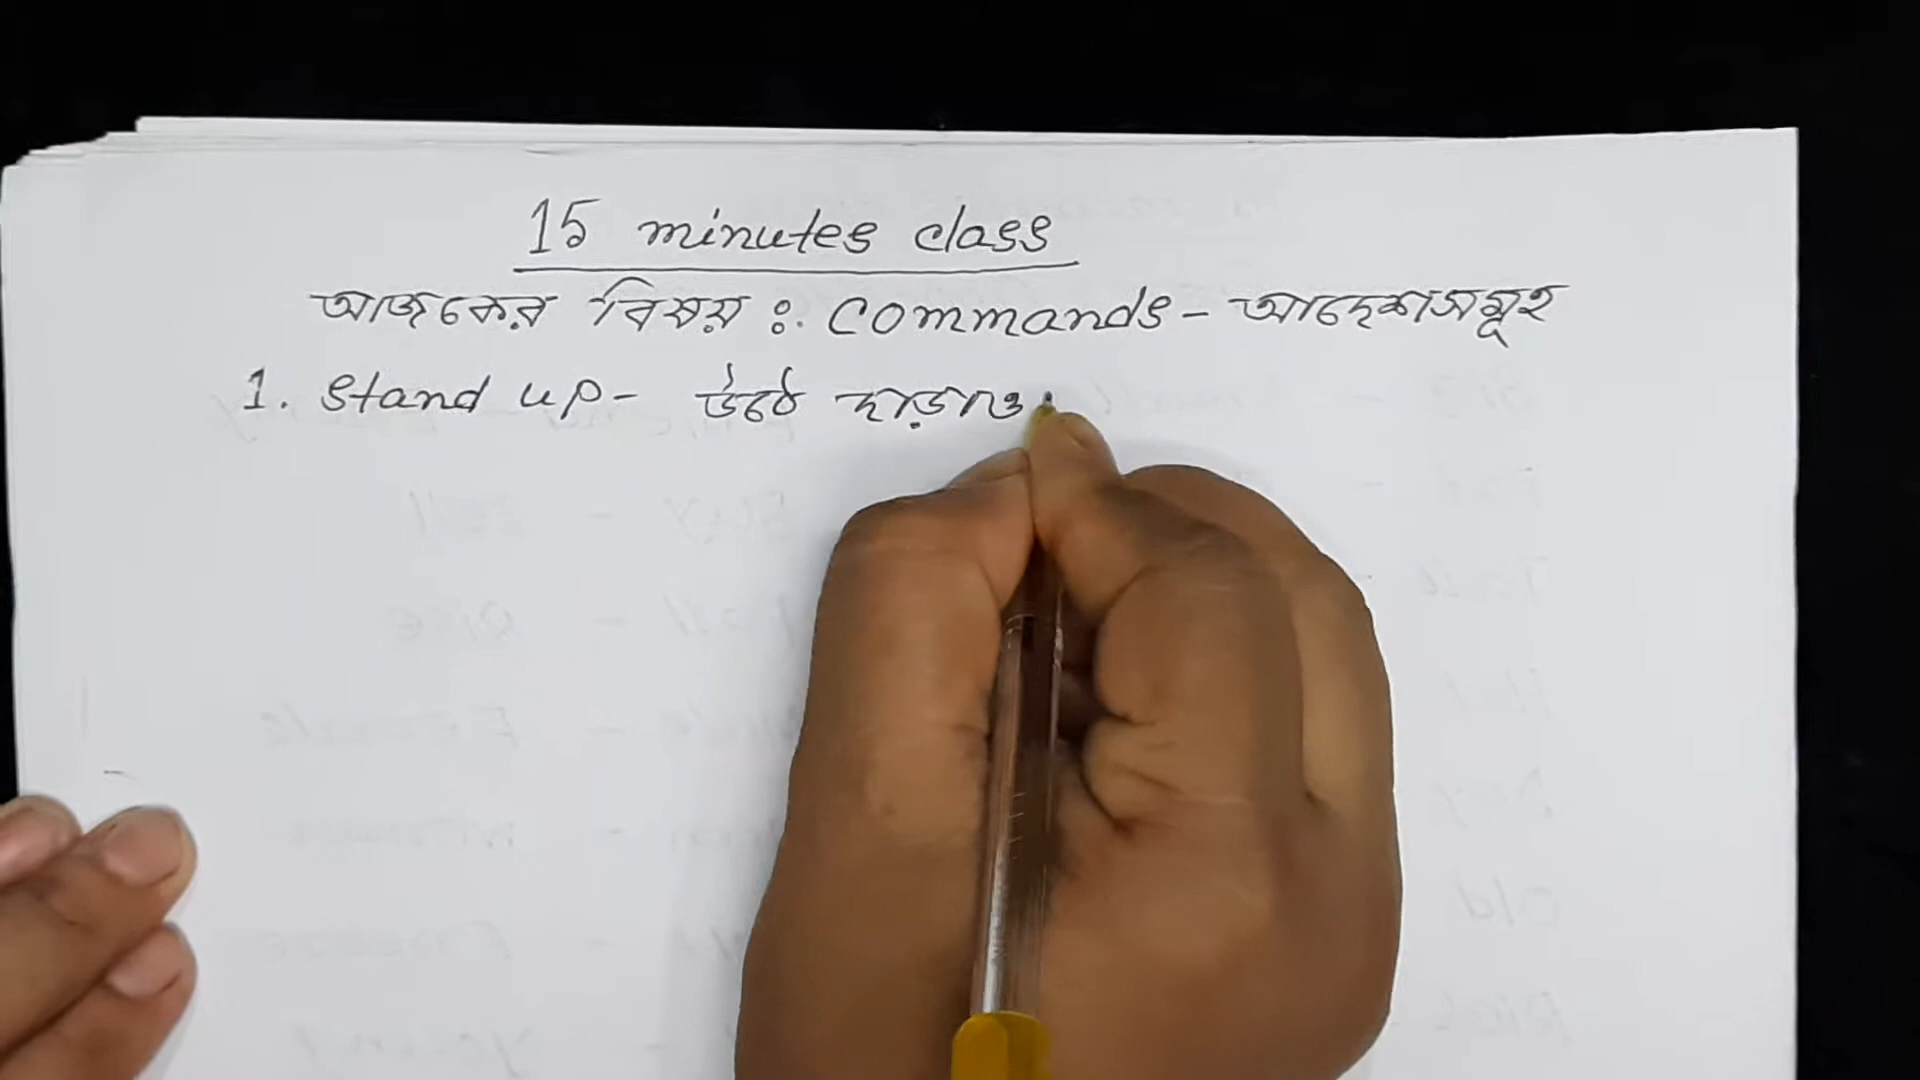 15 minutes class
আজকের বিষয় ঃ. Commands - আদেশসমূহ
1. Stand up - উঠে দাড়াও